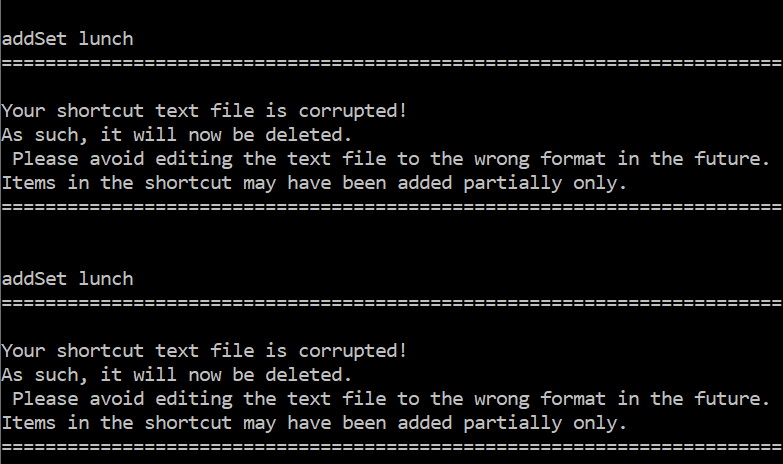 addSet lunch
=======================================================================
Your shortcut text file is corrupted!
As such, it will now be deleted.
 Please avoid editing the text file to the wrong format in the future.
Items in the shortcut may have been added partially only.
=======================================================================
addSet lunch
=======================================================================
Your shortcut text file is corrupted!
As such, it will now be deleted.
 Please avoid editing the text file to the wrong format in the future.
Items in the shortcut may have been added partially only.
=======================================================================